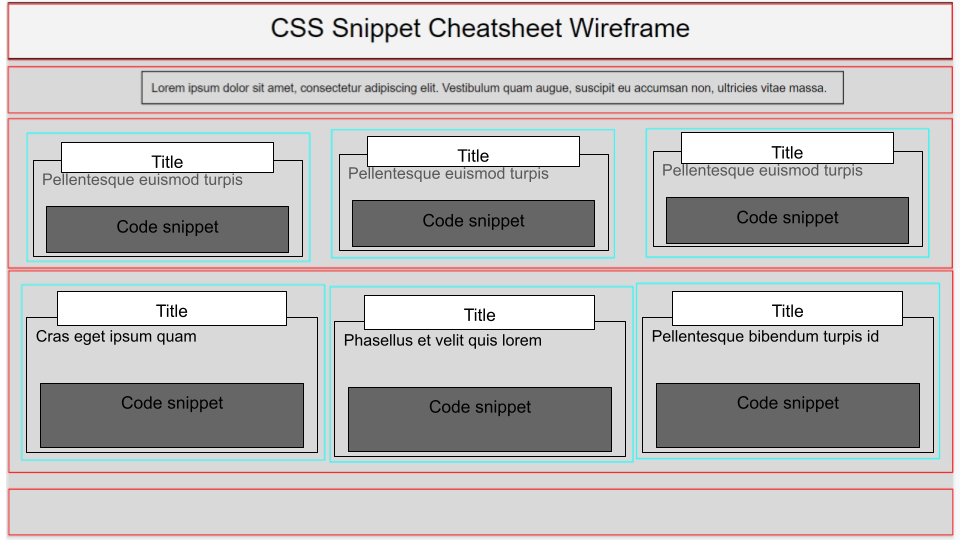 CSS Snippet Cheatsheet Wireframe
Lorem ipsum dolor sit amet, consectetur adipiscing elit. Vestibulum quam augue, suscipit eu accumsan non, ultricies vitae massa.
Title
Pellentesque euismod turpis
Code snippet
Title
Pellentesque euismod turpis
Code snippet
Title
Pellentesque euismod turpis
Code snippet
Title
Cras eget ipsum quam
Code snippet
Title
Phasellus et velit quis lorem
Code snippet
Title
Pellentesque bibendum turpis id
Code snippet